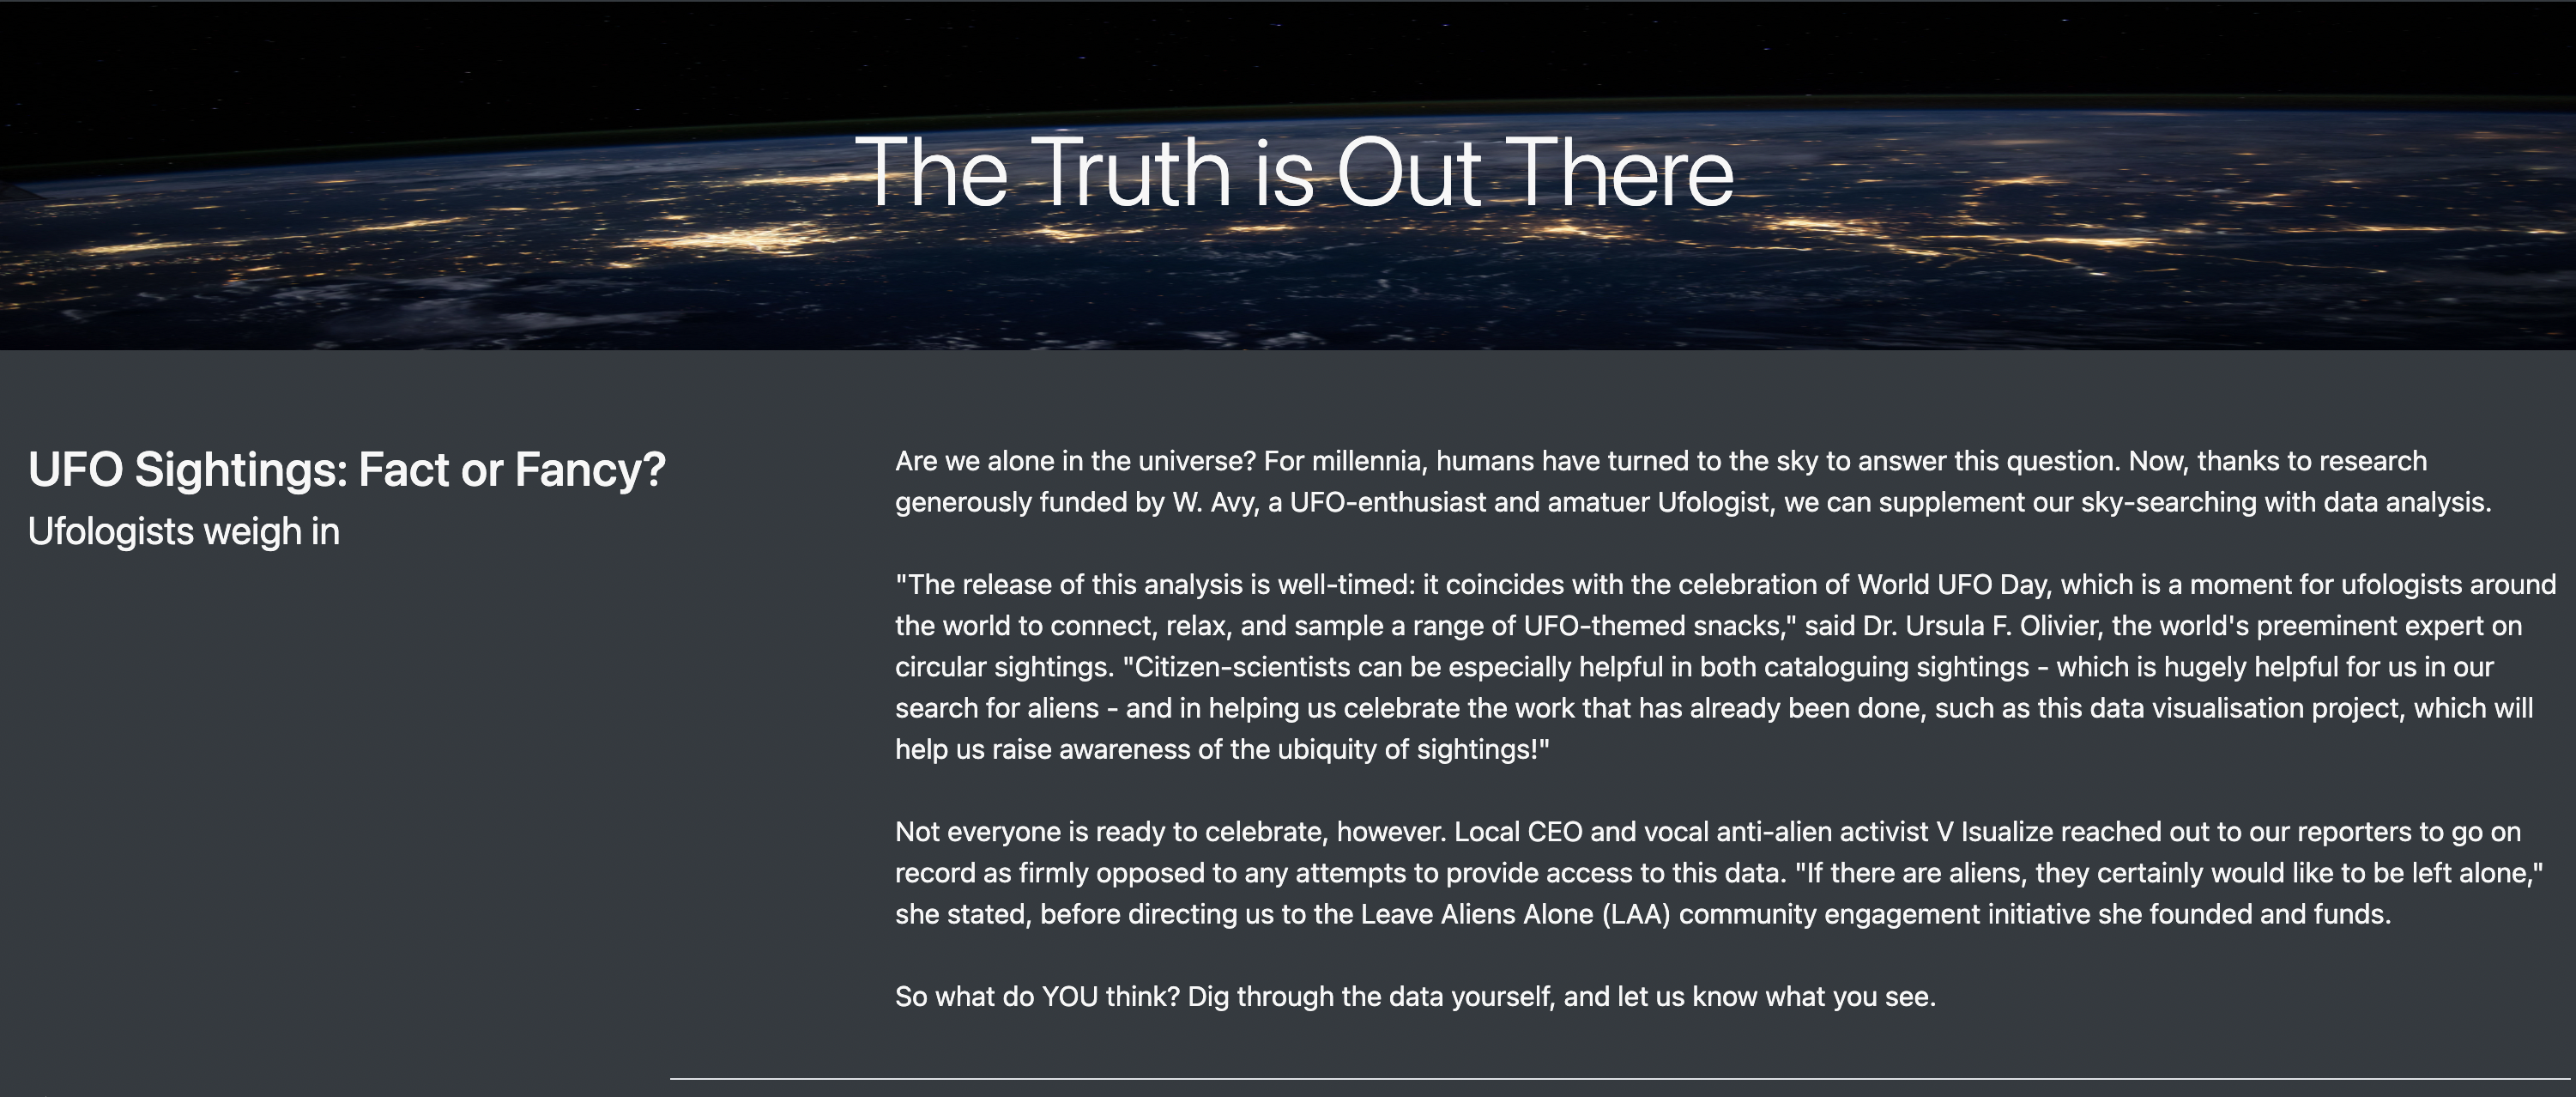 The Truth is Out There
UFO Sightings: Fact or Fancy?
Ufologists weigh in
Are we alone in the universe? For millennia, humans have turned to the sky to answer this question. Now, thanks to research
generously funded by W. Avy, a UFO-enthusiast and amatuer Ufologist, we can supplement our sky-searching with data analysis.
"The release of this analysis is well-timed: it coincides with the celebration of World UFO Day, which is a moment for ufologists around
the world to connect, relax, and sample a range of UFO-themed snacks," said Dr. Ursula F. Olivier, the world's preeminent expert on
circular sightings. "Citizen-scientists can be especially helpful in both cataloguing sightings - which is hugely helpful for us in our
search for aliens - and in helping us celebrate the work that has already been done, such as this data visualisation project, which will
help us raise awareness of the ubiquity of sightings!"
Not everyone is ready to celebrate, however. Local CEO and vocal anti-alien activist V Isualize reached out to our reporters to go on
record as firmly opposed to any attempts to provide access to this data. "If there are aliens, they certainly would like to be left alone,"
she stated, before directing us to the Leave Aliens Alone (LAA) community engagement initiative she founded and funds.
So what do YOU think? Dig through the data yourself, and let us know what you see.